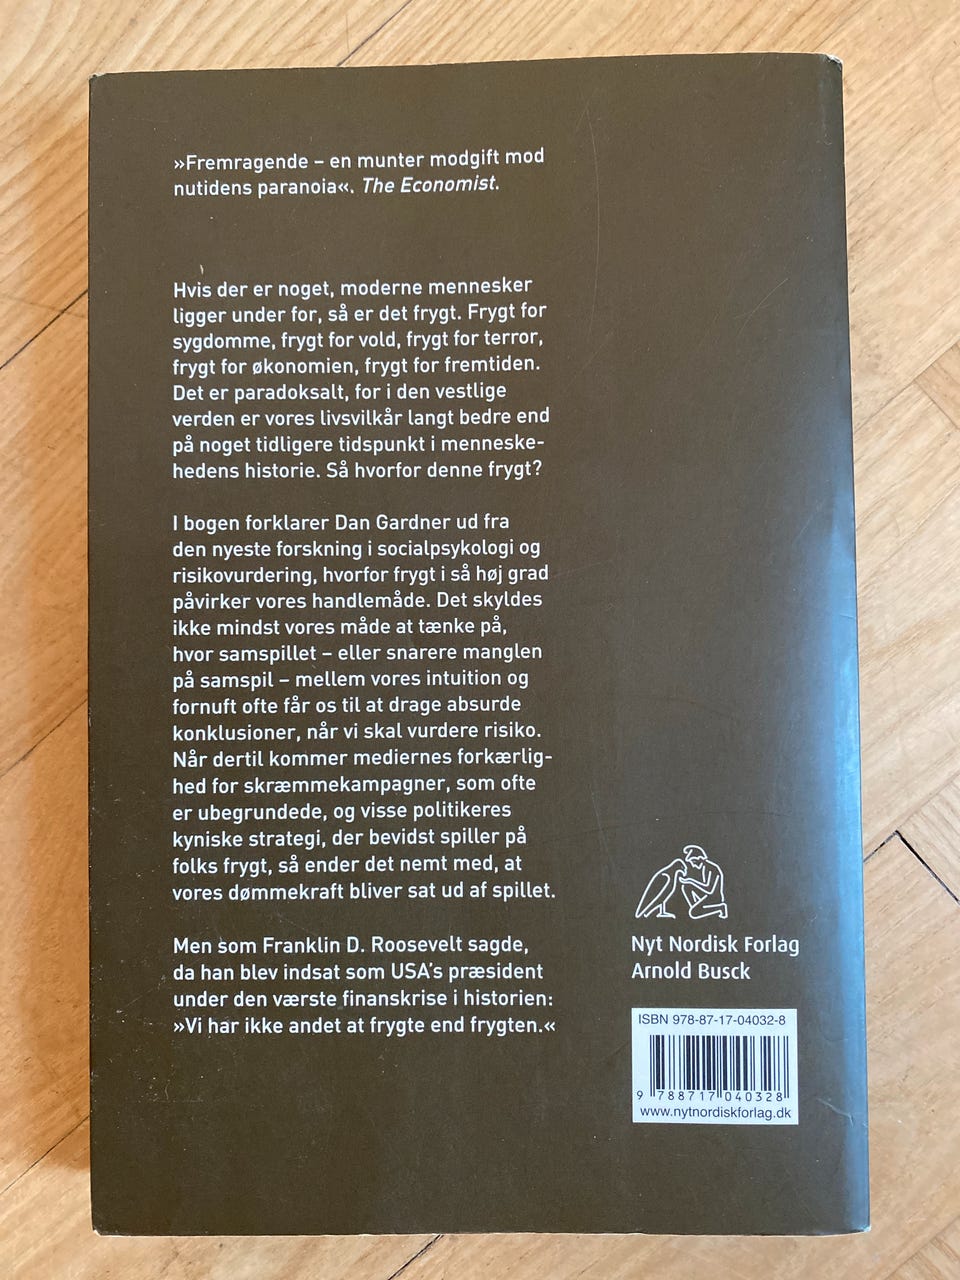 »Fremragende – en munter modgift mod
nutidens paranoia«. The Economist.
Hvis der er noget, moderne mennesker
ligger under for, så er det frygt. Frygt for
sygdomme, frygt for vold, frygt for terror,
frygt for økonomien, frygt for fremtiden.
Det er paradoksalt, for i den vestlige
verden er vores livsvilkår langt bedre end
på noget tidligere tidspunkt i menneske-
hedens historie. Så hvorfor denne frygt?
I bogen forklarer Dan Gardner ud fra
den nyeste forskning i socialpsykologi og
risikovurdering, hvorfor frygt i så høj grad
påvirker vores handlemåde. Det skyldes
ikke mindst vores måde at tænke på,
hvor samspillet – eller snarere manglen
på samspil – mellem vores intuition og
fornuft ofte får os til at drage absurde
konklusioner, når vi skal vurdere risiko.
Når dertil kommer mediernes forkærlig-
hed for skræmmekampagner, som ofte
er ubegrundede, og visse politikeres
kyniske strategi, der bevidst spiller på
folks frygt, så ender det nemt med, at
vores dømmekraft bliver sat ud af spillet.
Men som Franklin D. Roosevelt sagde,
da han blev indsat som USA's præsident
under den værste finanskrise i historien:
»Vi har ikke andet at frygte end frygten.«
Nyt Nordisk Forlag
Arnold Busck
ISBN 978-87-17-04032-8
9 788717 040328
www.nytnordiskforlag.dk